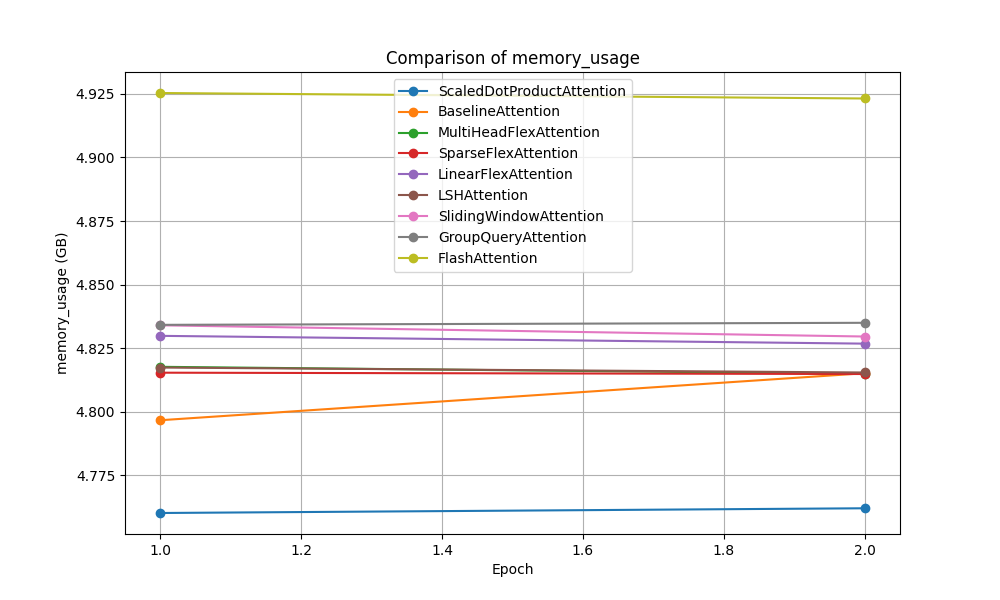 Comparison of memory_usage
ScaledDotProductAttention
BaselineAttention
MultiHeadFlexAttention
SparseFlexAttention
LinearFlexAttention
LSHAttention
SlidingWindowAttention
GroupQueryAttention
FlashAttention
memory_usage (GB)
4.925
4.900
4.875
4.850
4.825
4.800
4.775
1.0 1.2 1.4 1.6 1.8 2.0
Epoch